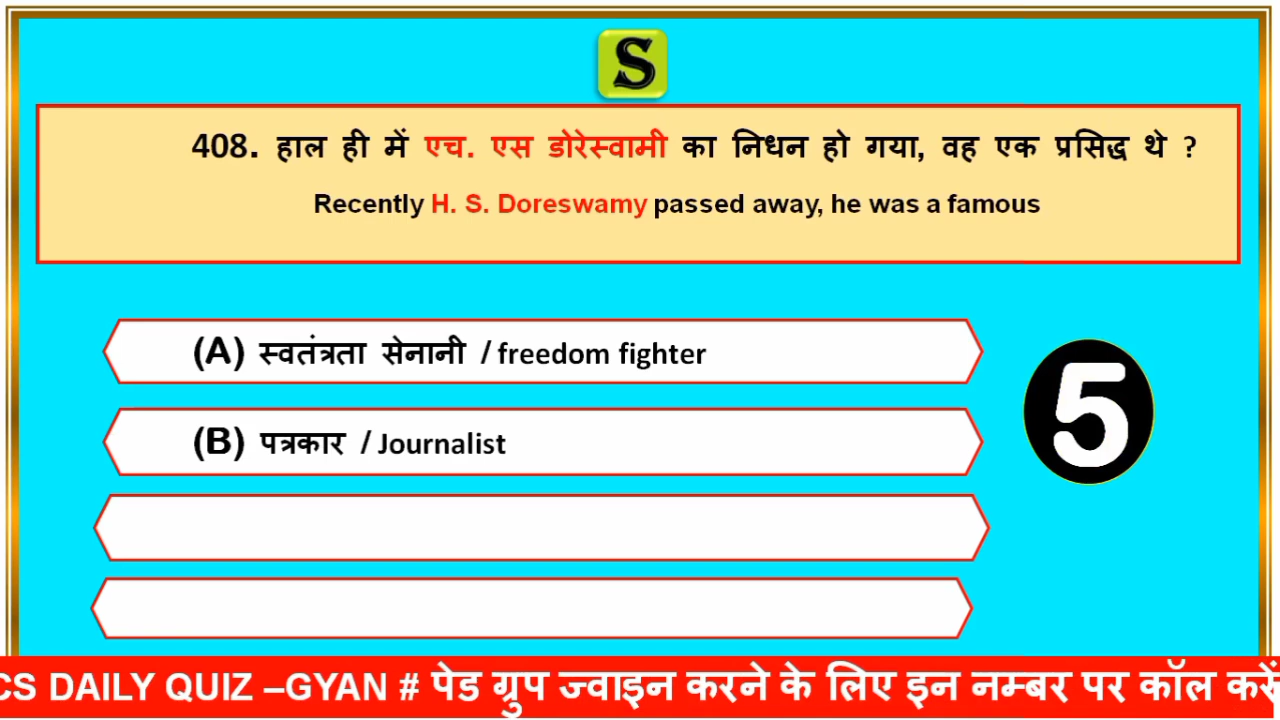 S
408. हाल ही में एच. एस डोरेस्वामी का निधन हो गया, वह एक प्रसिद्ध थे ?
Recently H. S. Doreswamy passed away, he was a famous
(A) स्वतंत्रता सेनानी / freedom fighter
(B) पत्रकार / Journalist
5
CS DAILY QUIZ –GYAN # पेड ग्रुप ज्वाइन करने के लिए इन नम्बर पर कॉल करें